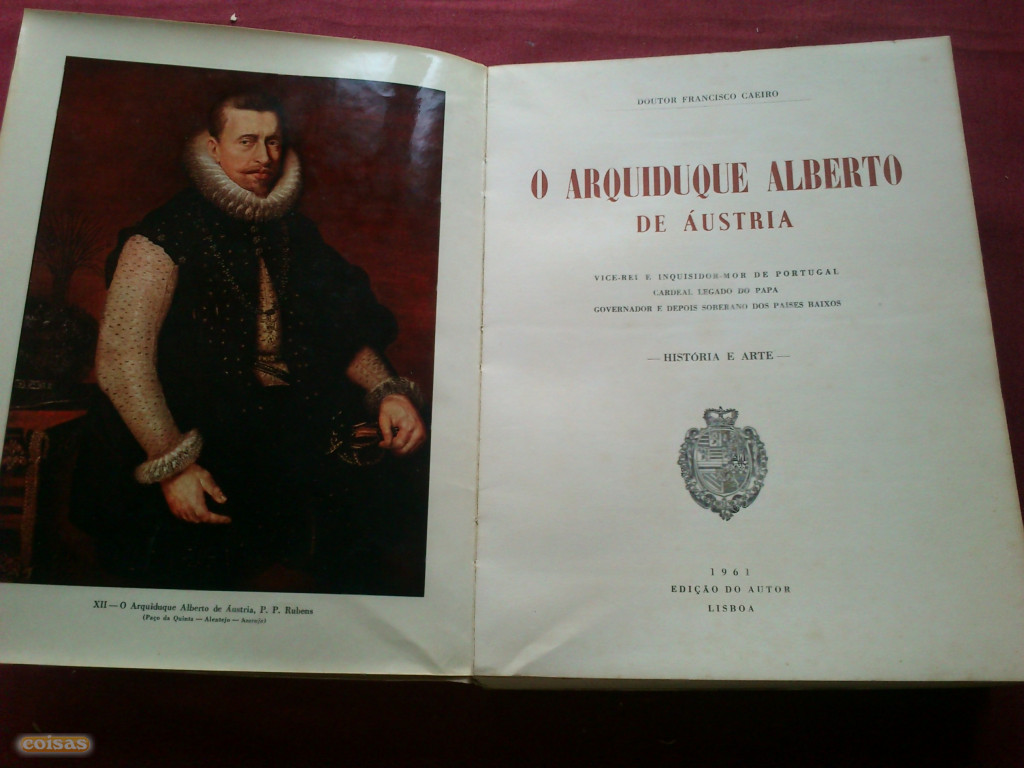 XII — O Arquiduque Alberto de Áustria, P. P. Rubens
(Paço da Quinta — Alentejo —
DOUTOR FRANCISCO CAEIRO
O ARQUIDUQUE ALBERTO
DE ÁUSTRIA
VICE-REI E INQUISIDOR-MOR DE PORTUGAL
CARDEAL LEGADO DO PAPA
GOVERNADOR E DEPOIS SOBERANO DOS PAÍSES BAIXOS
— HISTÓRIA E ARTE —
1961
EDIÇÃO DO AUTOR
LISBOA
coisas